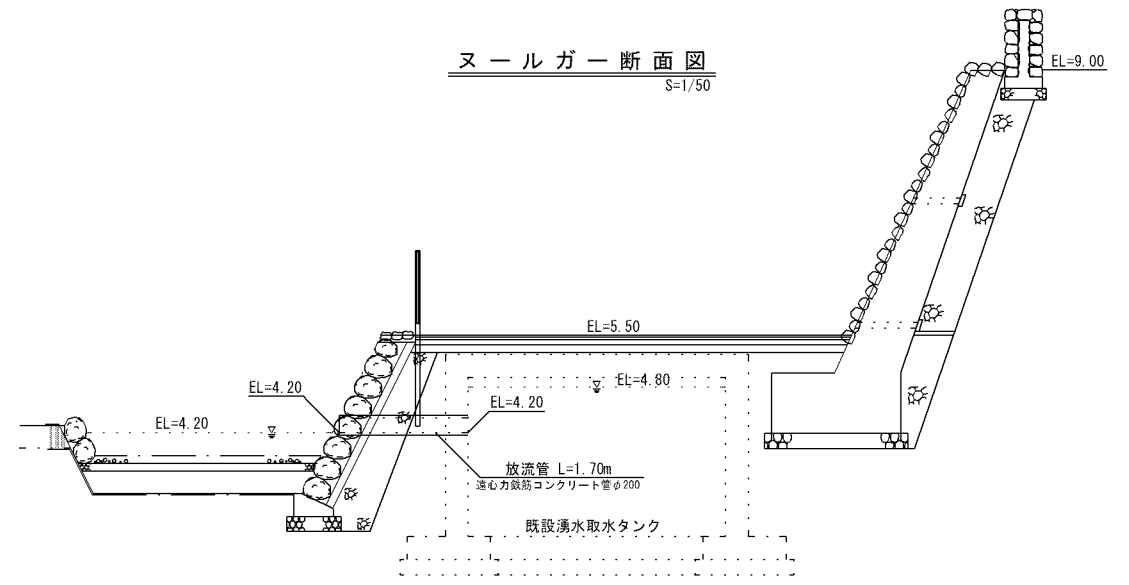 ヌールガー断面図
S=1/50
EL=9.00
EL=5.50
EL=4.80
EL=4.20
EL=4.20
EL=4.20
放流管 L=1.70m
遠心力鉄筋コンクリート管φ200
既設湧水取水タンク